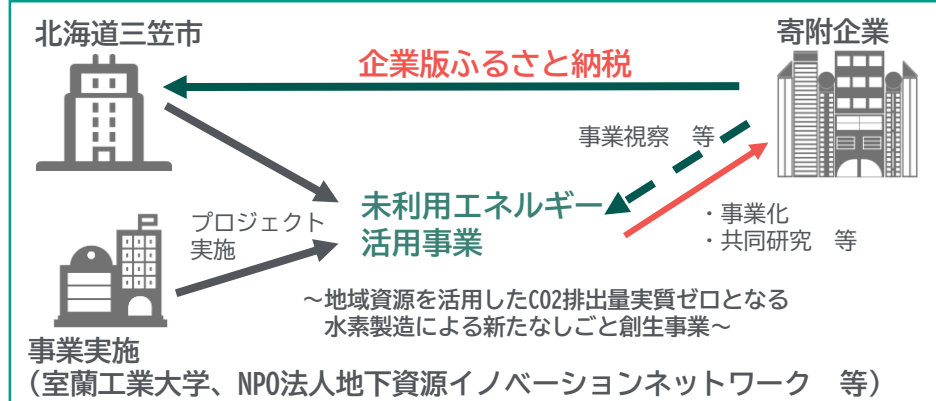 北海道三笠市
寄附企業
企業版ふるさと納税
事業視察　等
未利用エネルギー
活用事業
プロジェクト
実施
・事業化
・共同研究　等
～地域資源を活用したCO2排出量実質ゼロとなる
水素製造による新たなしごと創生事業～
事業実施
（室蘭工業大学、NPO法人地下資源イノベーションネットワーク　等）